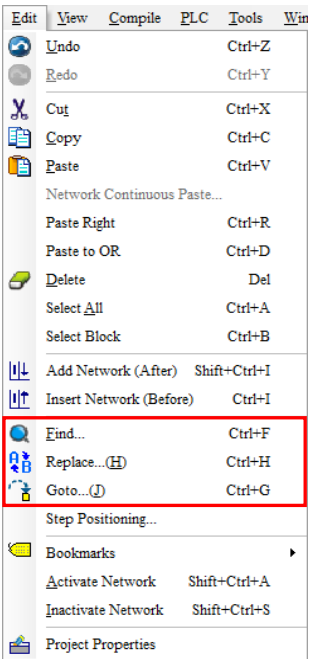 Edit View Compile PLC Tools Win
Undo Ctrl+Z
Redo Ctrl+Y
Cut Ctrl+X
Copy Ctrl+C
Paste Ctrl+V
Network Continuous Paste...
Paste Right Ctrl+R
Paste to OR Ctrl+D
Delete Del
Select All Ctrl+A
Select Block Ctrl+B
Add Network (After) Shift+Ctrl+I
Insert Network (Before) Ctrl+I
Find... Ctrl+F
Replace...(H) Ctrl+H
Goto...(J) Ctrl+G
Step Positioning...
Bookmarks
Activate Network Shift+Ctrl+A
Inactivate Network Shift+Ctrl+S
Project Properties